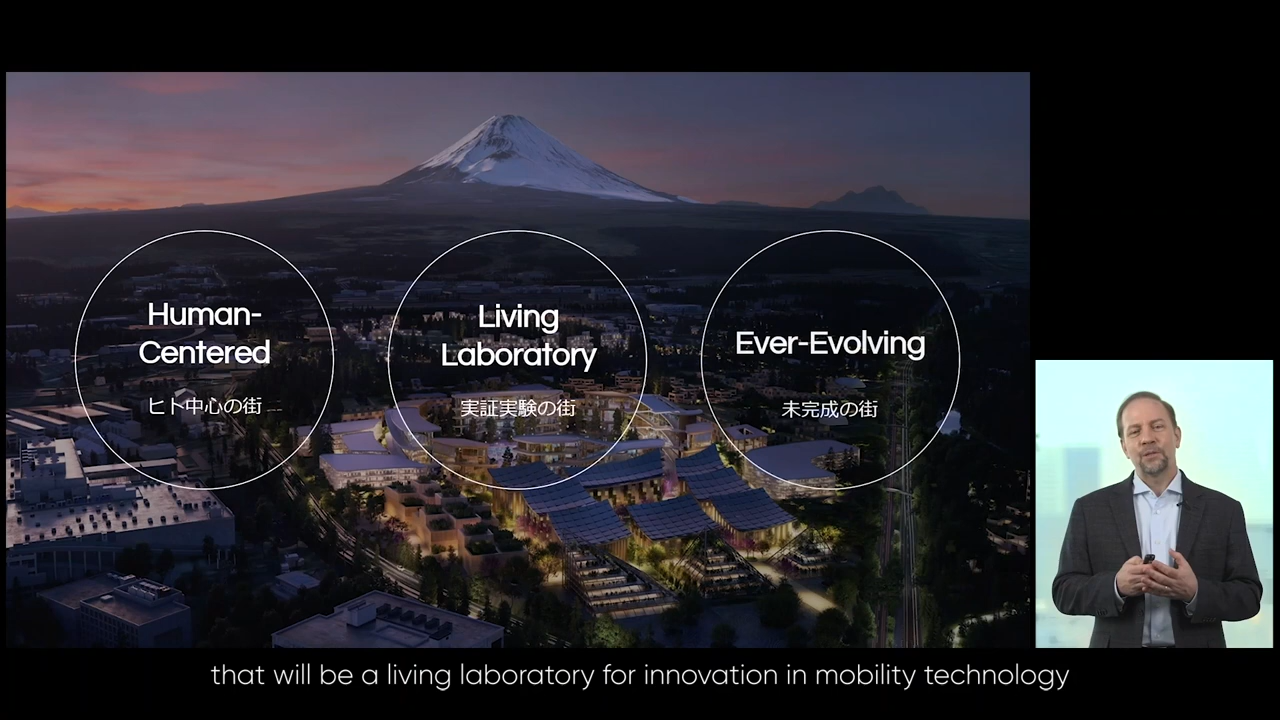 Human-
Centered
ヒト中心の街
Living
Laboratory
実証実験の街
Ever-Evolving
未完成の街
that will be a living laboratory for innovation in mobility technology